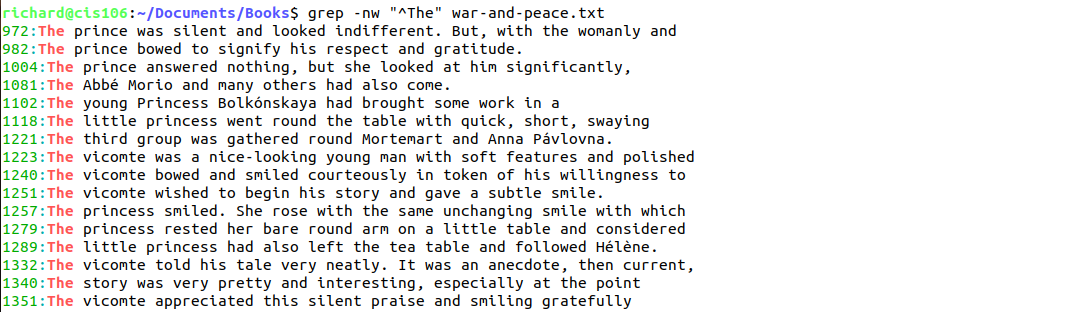 richard@cis106:~/Documents/Books$ grep -nw "^The" war-and-peace.txt
972:The prince was silent and looked indifferent. But, with the womanly and
982:The prince bowed to signify his respect and gratitude.
1004:The prince answered nothing, but she looked at him significantly,
1081:The Abbé Morio and many others had also come.
1102:The young Princess Bolkónskaya had brought some work in a
1118:The little princess went round the table with quick, short, swaying
1221:The third group was gathered round Mortemart and Anna Pávlovna.
1223:The vicomte was a nice-looking young man with soft features and polished
1240:The vicomte bowed and smiled courteously in token of his willingness to
1251:The vicomte wished to begin his story and gave a subtle smile.
1257:The princess smiled. She rose with the same unchanging smile with which
1279:The princess rested her bare round arm on a little table and considered
1289:The little princess had also left the tea table and followed Hélène.
1332:The vicomte told his tale very neatly. It was an anecdote, then current,
1340:The story was very pretty and interesting, especially at the point
1351:The vicomte appreciated this silent praise and smiling gratefully